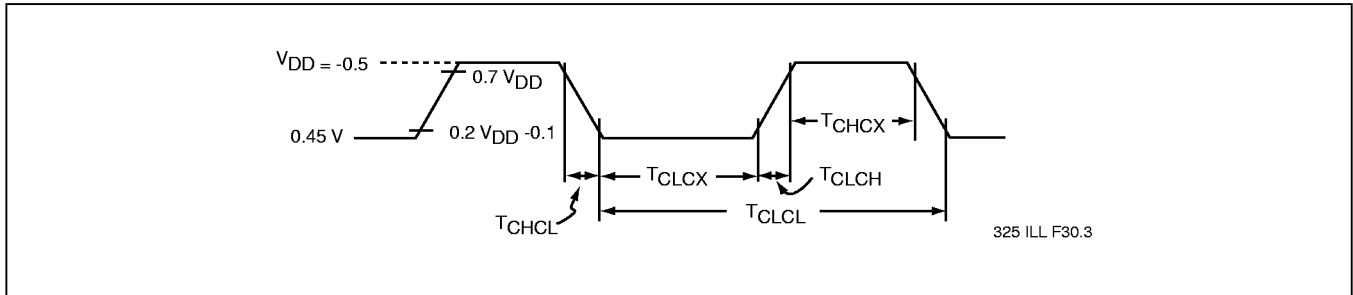 VDD = -0.5
0.7 VDD
0.45 V
0.2 VDD -0.1
TCHCX
TCLCX
TCLCH
TCHCL
TCLCL
325 ILL F30.3